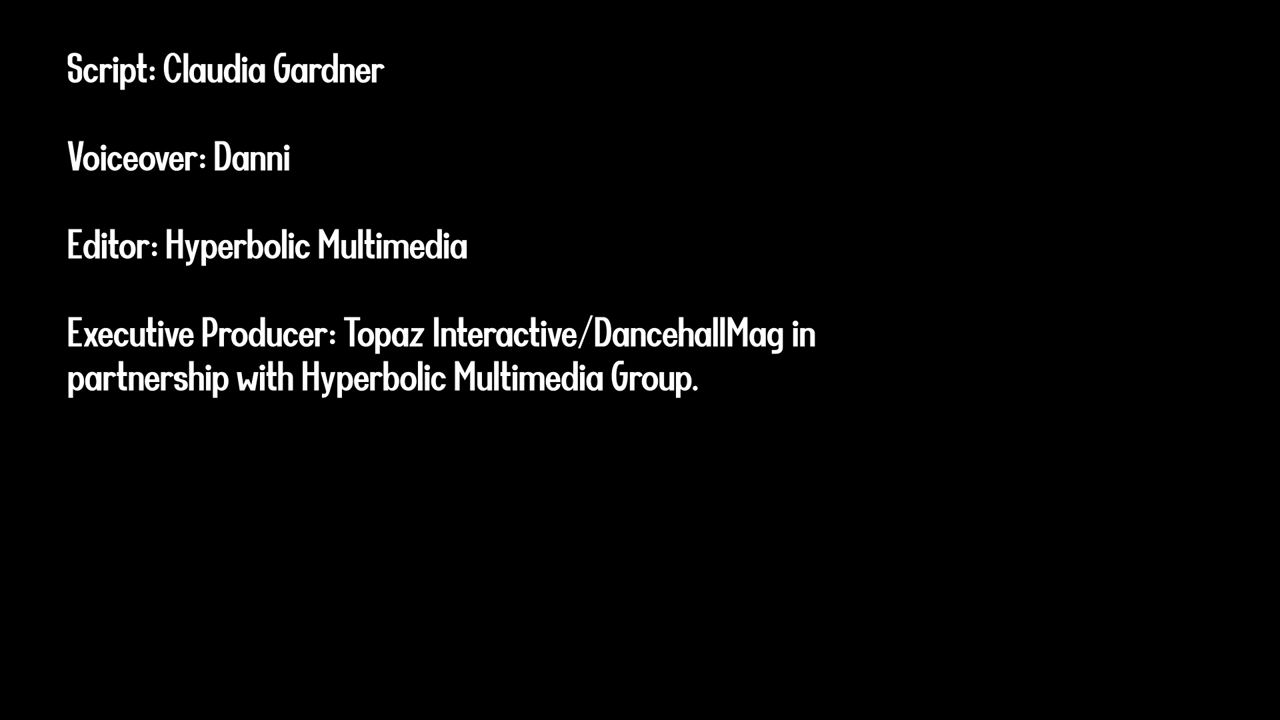 Script: Claudia Gardner
Voiceover: Danni
Editor: Hyperbolic Multimedia
Executive Producer: Topaz Interactive/DancehallMag in
partnership with Hyperbolic Multimedia Group.